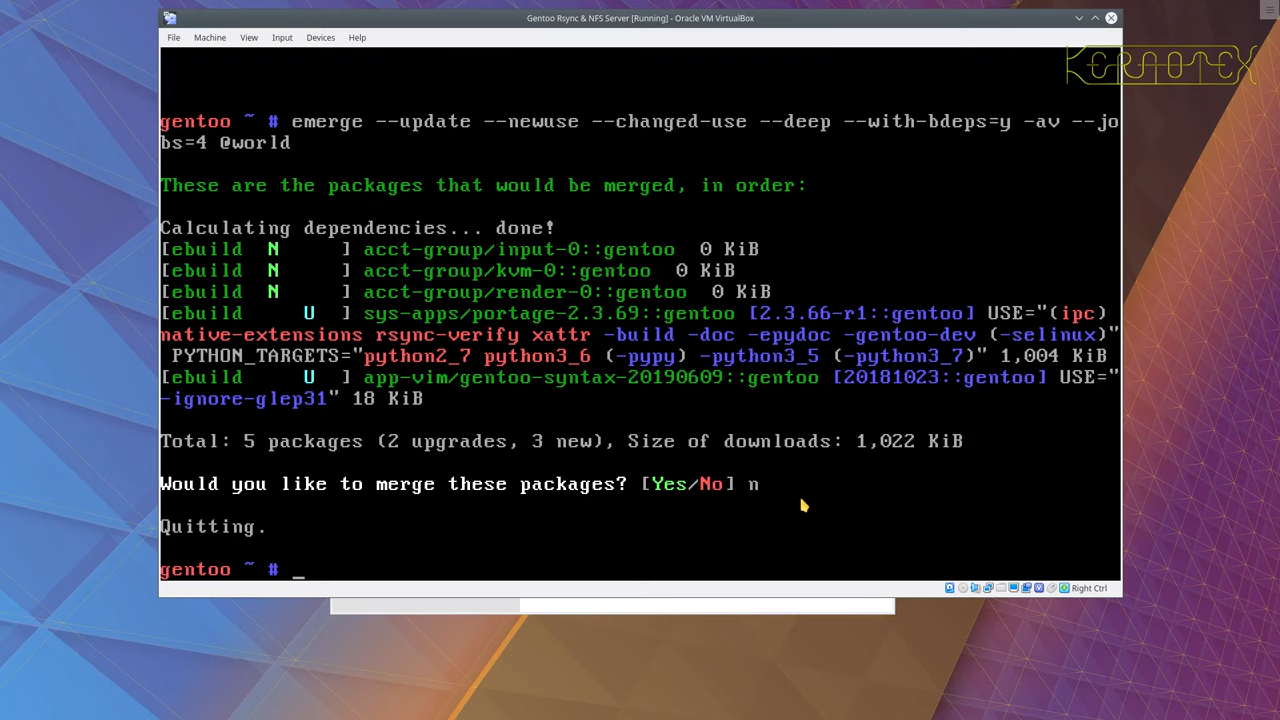 Gentoo Rsync & NFS Server [Running] - Oracle VM VirtualBox
File Machine View Input Devices Help
KERNOTEX
gentoo ~ # emerge --update --newuse --changed-use --deep --with-bdeps=y -av --jo
bs=4 @world
These are the packages that would be merged, in order:
Calculating dependencies... done!
[ebuild  N     ] acct-group/input-0::gentoo  0 KiB
[ebuild  N     ] acct-group/kvm-0::gentoo  0 KiB
[ebuild  N     ] acct-group/render-0::gentoo  0 KiB
[ebuild     U  ] sys-apps/portage-2.3.69::gentoo [2.3.66-r1::gentoo] USE="(ipc)
native-extensions rsync-verify xattr -build -doc -epydoc -gentoo-dev (-selinux)"
 PYTHON_TARGETS="python2_7 python3_6 (-pypy) -python3_5 (-python3_7)" 1,004 KiB
[ebuild     U  ] app-vim/gentoo-syntax-20190609::gentoo [20181023::gentoo] USE="
-ignore-glep31" 18 KiB
Total: 5 packages (2 upgrades, 3 new), Size of downloads: 1,022 KiB
Would you like to merge these packages? [Yes/No] n
Quitting.
gentoo ~ # _
Right Ctrl